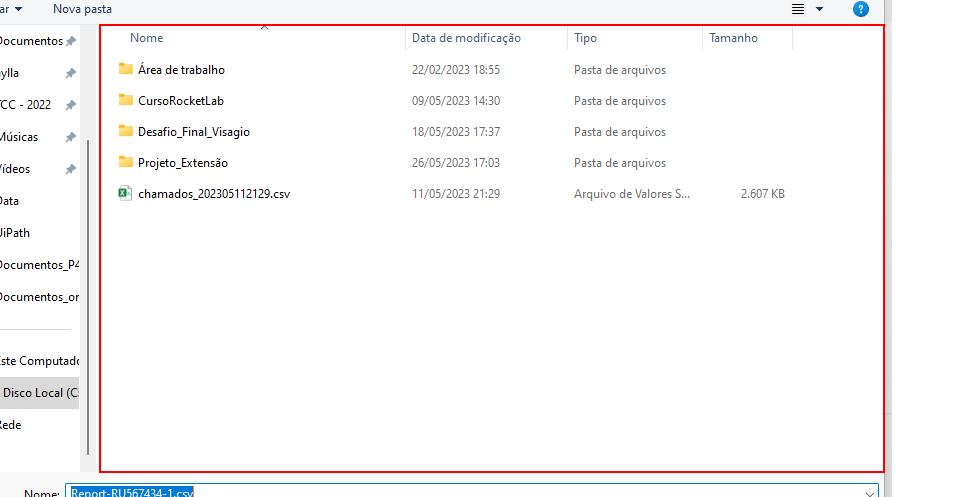 ar Nova pasta
Nome Data de modificação Tipo Tamanho
Área de trabalho 22/02/2023 18:55 Pasta de arquivos
CursoRocketLab 09/05/2023 14:30 Pasta de arquivos
Desafio_Final_Visagio 18/05/2023 17:37 Pasta de arquivos
Projeto_Extensão 26/05/2023 17:03 Pasta de arquivos
chamados_202305112129.csv 11/05/2023 21:29 Arquivo de Valores S... 2.607 KB
Documentos
ylla
TCC - 2022
Músicas
Vídeos
Data
UiPath
Documentos_P4
Documentos_or
Este Computado
Disco Local (C:
Rede
Nome: Report-RU567434-1.csv